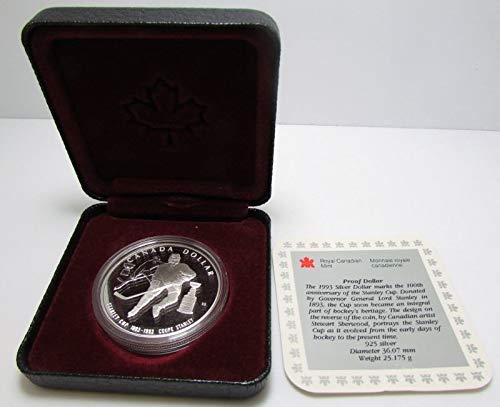 CANADA DOLLAR
STANLEY CUP 1893-1993 COUPE STANLEY
Royal Canadian Mint
Monnaie royale canadienne
Proof Dollar
The 1993 Silver Dollar marks the 100th
anniversary of the Stanley Cup. Donated
by Governor General Lord Stanley in
1893, the Cup soon became an integral
part of hockey's heritage. The design on
the reverse of the coin, by Canadian artist
Stewart Sherwood, portrays the Stanley
Cup as it evolved from the early days of
hockey to the present time.
925 silver
Diameter 36.07 mm
Weight 25.175 g